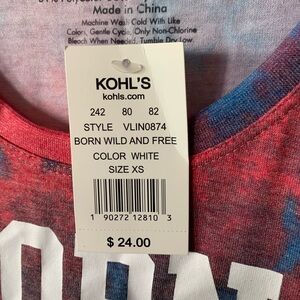 Made in China
Machine Wash Cold With Like
Color, Gentle Cycle, Only Non-Chlorine
Bleach When Needed, Tumble Dry Low,
KOHL'S
kohls.com
242 80 82
STYLE VLIN0874
BORN WILD AND FREE
COLOR WHITE
SIZE XS
1 90272 12810 3
$ 24.00